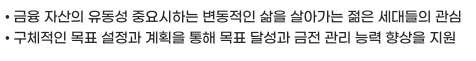 • 금융 자산의 유동성 중요시하는 변동적인 삶을 살아가는 젊은 세대들의 관심
• 구체적인 목표 설정과 계획을 통해 목표 달성과 금전 관리 능력 향상을 지원